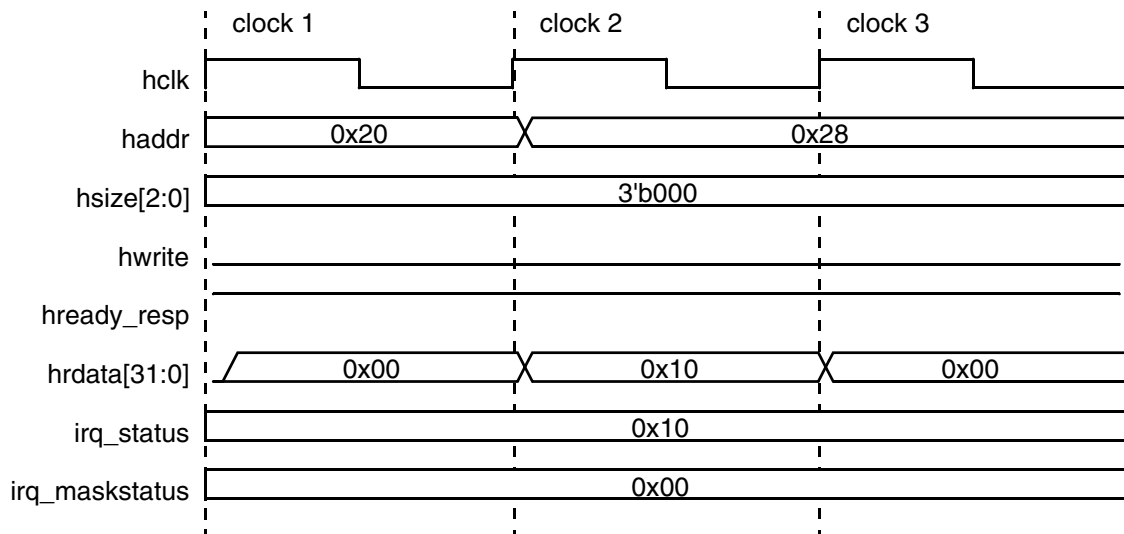 clock 1 clock 2 clock 3
hclk
haddr 0x20 0x28
hsize[2:0] 3'b000
hwrite
hready_resp
hrdata[31:0] 0x00 0x10 0x00
irq_status 0x10
irq_maskstatus 0x00